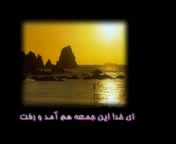 ای خدا این جمعه هم آمد و رفت